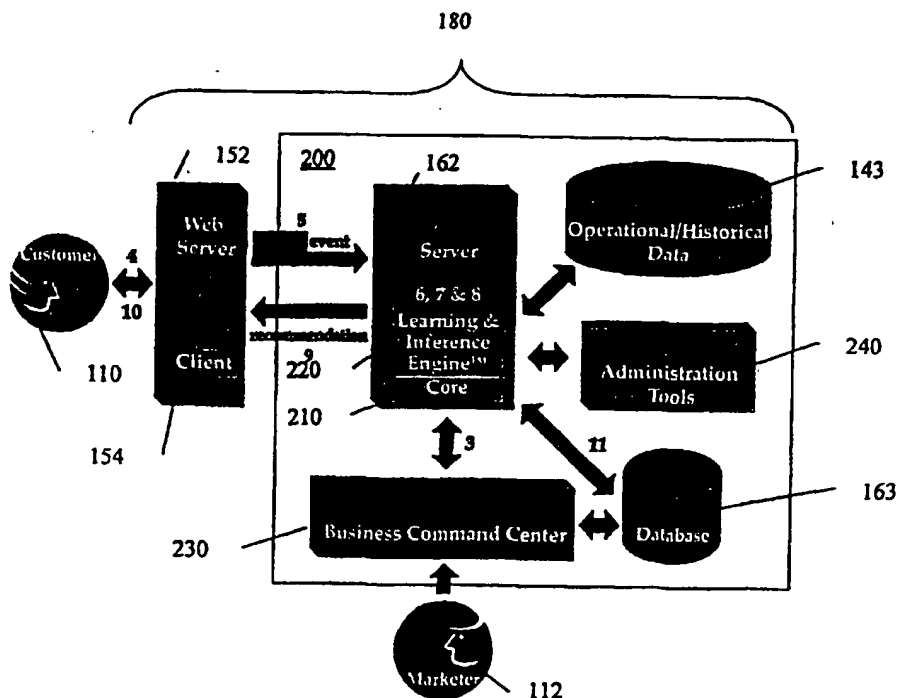 180
152
200
162
143
Web
Server
5
event
Server
Operational/Historical
Data
Customer
4
10
6, 7 & 8
Learning &
Inference
Engine™
Core
recommendation
9
Client
220
240
110
210
Administration
Tools
154
3
11
163
230
Business Command Center
Database
Marketer
112